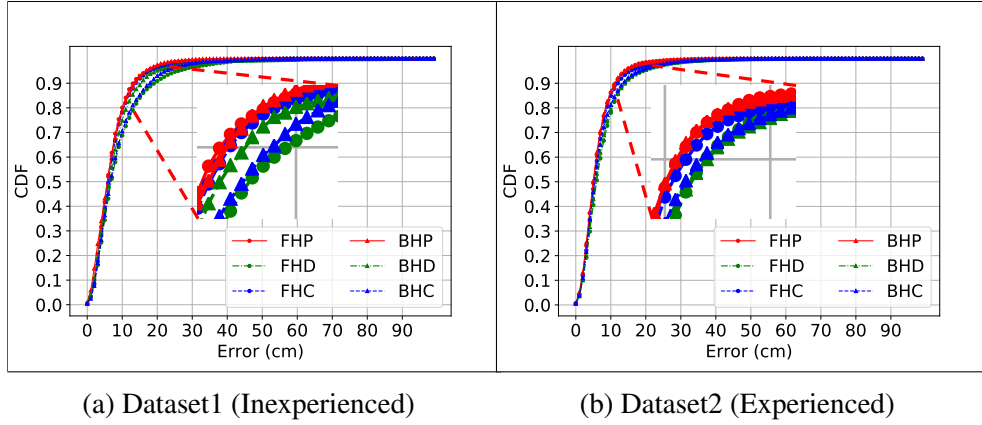 CDF
0.9
0.8
0.7
0.6
0.5
0.4
0.3
0.2
0.1
0.0
FHP BHP
FHD BHD
FHC BHC
0 10 20 30 40 50 60 70 80 90
Error (cm)
(a) Dataset1 (Inexperienced)
CDF
0.9
0.8
0.7
0.6
0.5
0.4
0.3
0.2
0.1
0.0
FHP BHP
FHD BHD
FHC BHC
0 10 20 30 40 50 60 70 80 90
Error (cm)
(b) Dataset2 (Experienced)